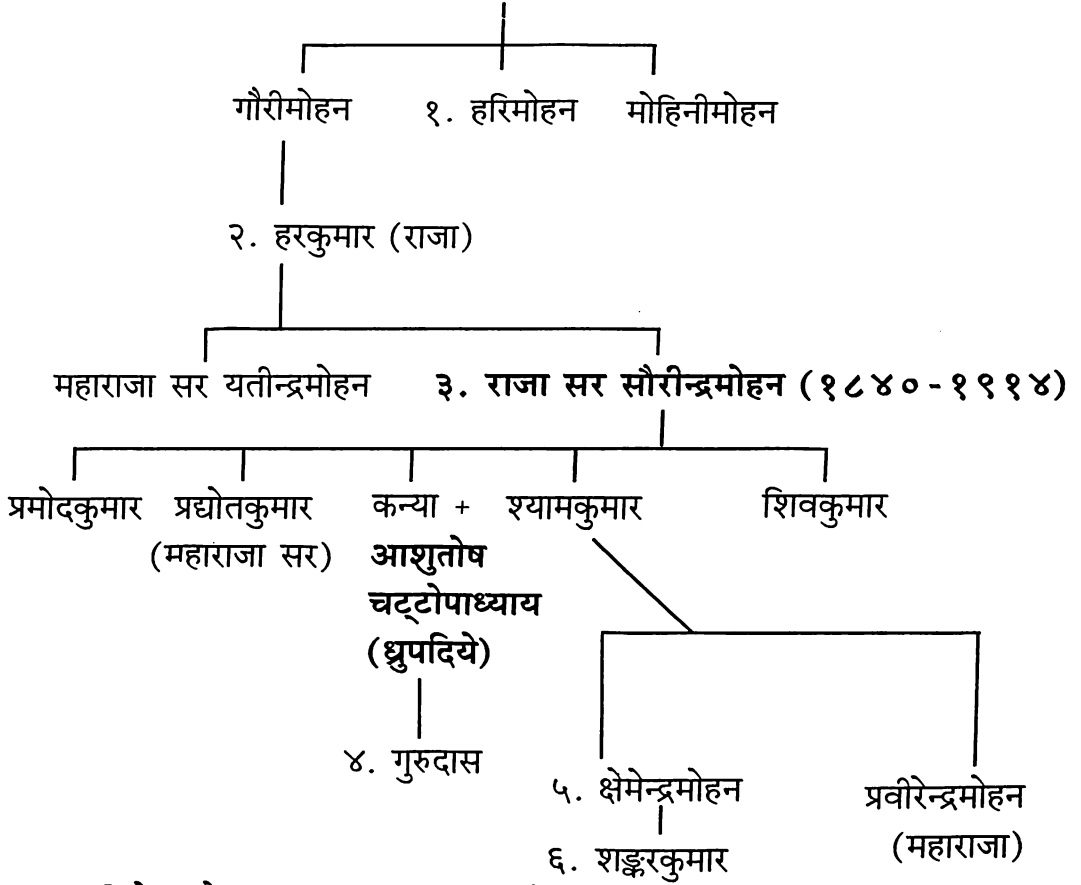 गौरीमोहन १. हरिमोहन मोहिनीमोहन
२. हरकुमार (राजा)
महाराजा सर यतीन्द्रमोहन ३. राजा सर सौरीन्द्रमोहन (१८४०-१९१४)
प्रमोदकुमार प्रद्योतकुमार कन्या + श्यामकुमार शिवकुमार
(महाराजा सर) आशुतोष
चट्टोपाध्याय
(ध्रुपदिये)
४. गुरुदास
५. क्षेमेन्द्रमोहन प्रवीरेन्द्रमोहन
(महाराजा)
६. शङ्करकुमार